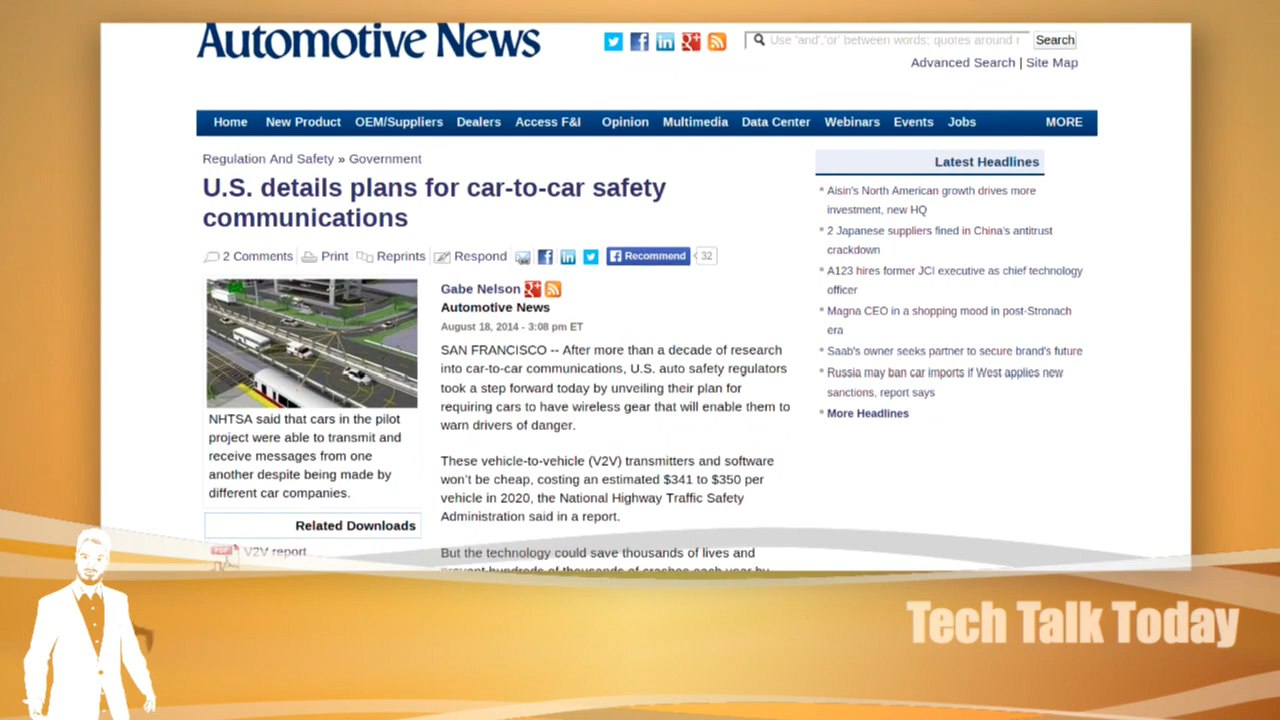 Automotive News
Use 'and','or' between words; quotes around r
Search
Advanced Search | Site Map
Home New Product OEM/Suppliers Dealers Access F&I Opinion Multimedia Data Center Webinars Events Jobs MORE
Regulation And Safety » Government
U.S. details plans for car-to-car safety
communications
2 Comments Print Reprints Respond Recommend 32
NHTSA said that cars in the pilot
project were able to transmit and
receive messages from one
another despite being made by
different car companies.
Related Downloads
PDF V2V report
Gabe Nelson
Automotive News
August 18, 2014 - 3:08 pm ET
SAN FRANCISCO -- After more than a decade of research
into car-to-car communications, U.S. auto safety regulators
took a step forward today by unveiling their plan for
requiring cars to have wireless gear that will enable them to
warn drivers of danger.
These vehicle-to-vehicle (V2V) transmitters and software
won't be cheap, costing an estimated $341 to $350 per
vehicle in 2020, the National Highway Traffic Safety
Administration said in a report.
But the technology could save thousands of lives and
prevent hundreds of thousands of crashes each year by
Latest Headlines
Aisin's North American growth drives more
investment, new HQ
2 Japanese suppliers fined in China's antitrust
crackdown
A123 hires former JCI executive as chief technology
officer
Magna CEO in a shopping mood in post-Stronach
era
Saab's owner seeks partner to secure brand's future
Russia may ban car imports if West applies new
sanctions, report says
More Headlines
Tech Talk Today